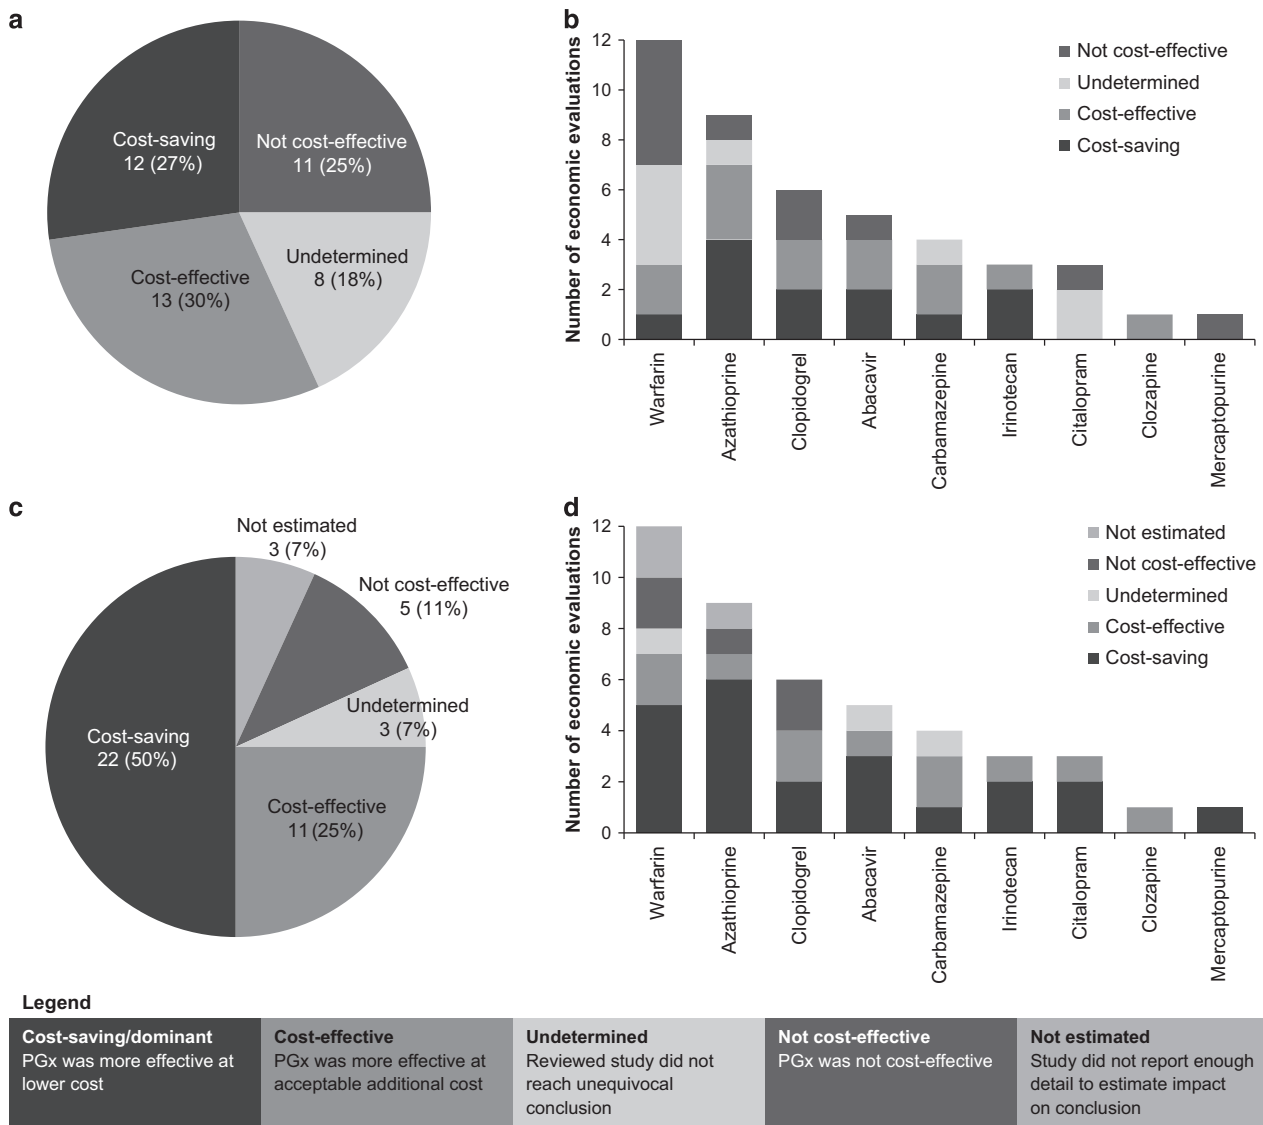 a
Cost-saving
12 (27%)
Not cost-effective
11 (25%)
Undetermined
8 (18%)
Cost-effective
13 (30%)
b
Number of economic evaluations
12
10
8
6
4
2
0
Not cost-effective
Undetermined
Cost-effective
Cost-saving
Warfarin
Azathioprine
Clopidogrel
Abacavir
Carbamazepine
Irinotecan
Citalopram
Clozapine
Mercaptopurine
c
Not estimated
3 (7%)
Not cost-effective
5 (11%)
Undetermined
3 (7%)
Cost-saving
22 (50%)
Cost-effective
11 (25%)
d
Number of economic evaluations
12
10
8
6
4
2
0
Not estimated
Not cost-effective
Undetermined
Cost-effective
Cost-saving
Warfarin
Azathioprine
Clopidogrel
Abacavir
Carbamazepine
Irinotecan
Citalopram
Clozapine
Mercaptopurine
Legend
Cost-saving/dominant
PGx was more effective at
lower cost
Cost-effective
PGx was more effective at
acceptable additional cost
Undetermined
Reviewed study did not
reach unequivocal
conclusion
Not cost-effective
PGx was not cost-effective
Not estimated
Study did not report enough
detail to estimate impact
on conclusion